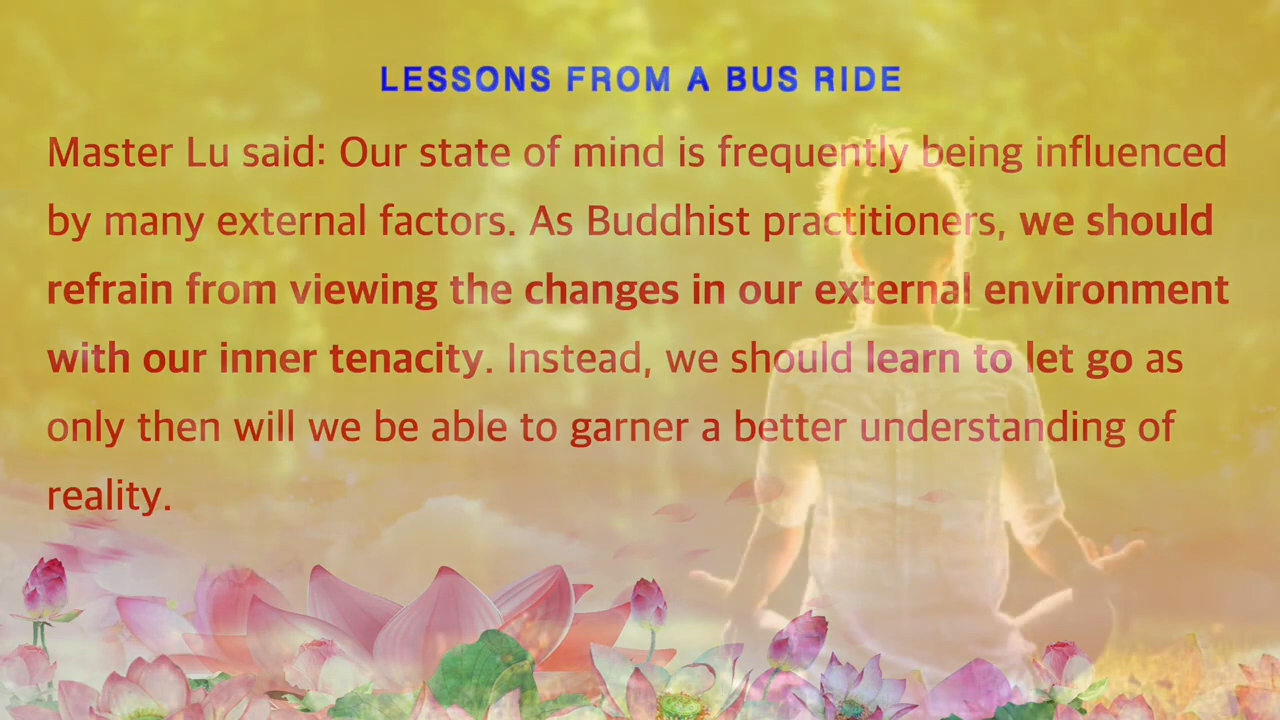 LESSONS FROM A BUS RIDE
Master Lu said: Our state of mind is frequently being influenced
by many external factors. As Buddhist practitioners, we should
refrain from viewing the changes in our external environment
with our inner tenacity. Instead, we should learn to let go as
only then will we be able to garner a better understanding of
reality.